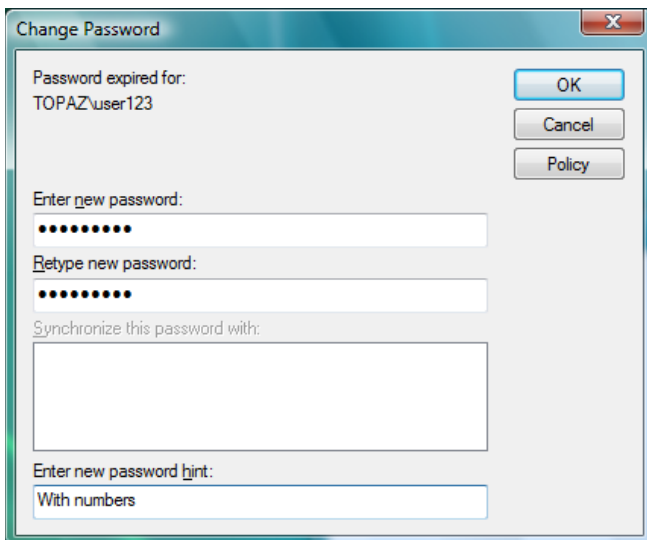 Change Password
Password expired for:
TOPAZ\user123
OK
Cancel
Policy
Enter new password:
•••••••••
Retype new password:
•••••••••
Synchronize this password with:
Enter new password hint:
With numbers